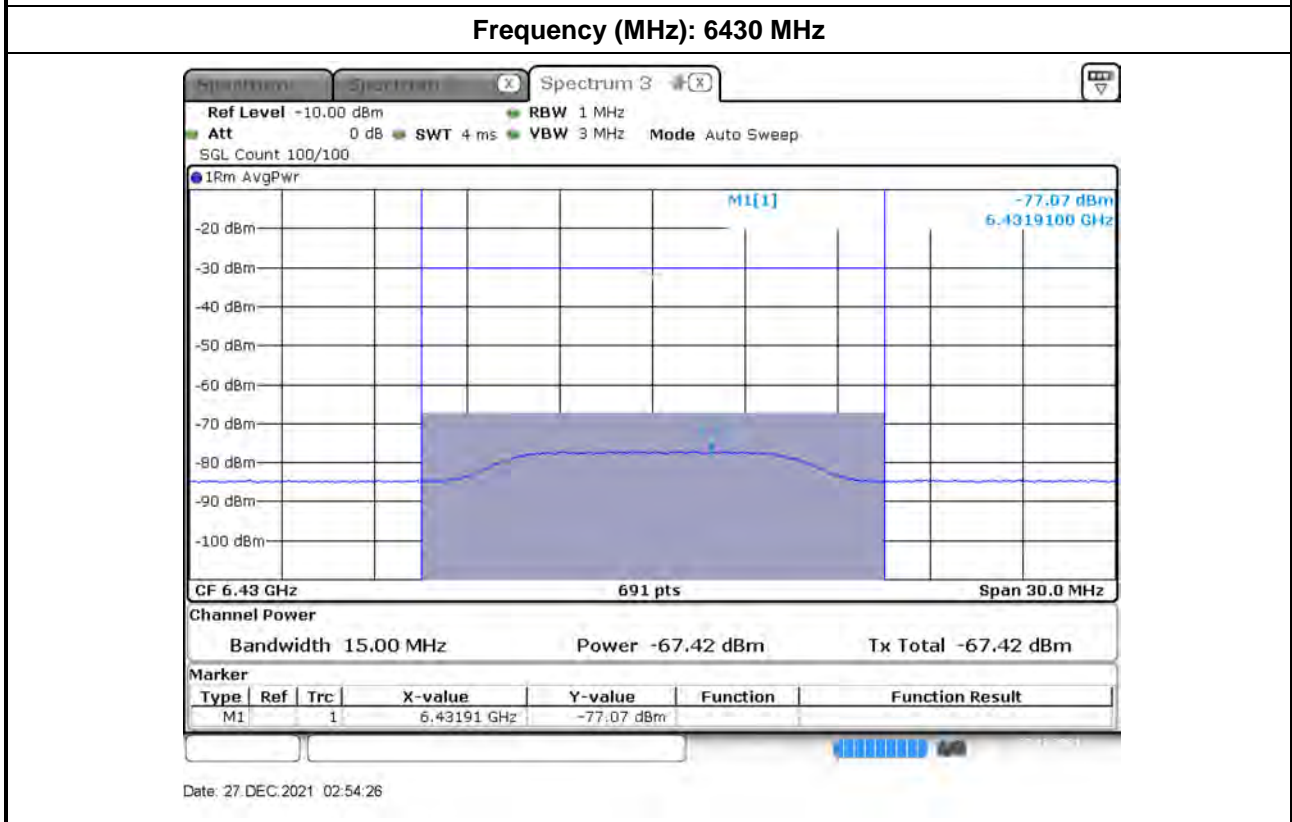 Frequency (MHz): 6430 MHz
Spectrum 3
Ref Level -10.00 dBm RBW 1 MHz
Att 0 dB SWT 4 ms VBW 3 MHz Mode Auto Sweep
SGL Count 100/100
1Rm AvgPwr
M1[1] -77.07 dBm
6.4319100 GHz
-20 dBm
-30 dBm
-40 dBm
-50 dBm
-60 dBm
-70 dBm
-80 dBm
-90 dBm
-100 dBm
CF 6.43 GHz 691 pts Span 30.0 MHz
Channel Power
Bandwidth 15.00 MHz Power -67.42 dBm Tx Total -67.42 dBm
Marker
Type Ref Trc X-value Y-value Function Function Result
M1 1 6.43191 GHz -77.07 dBm
Date: 27.DEC.2021 02:54:26